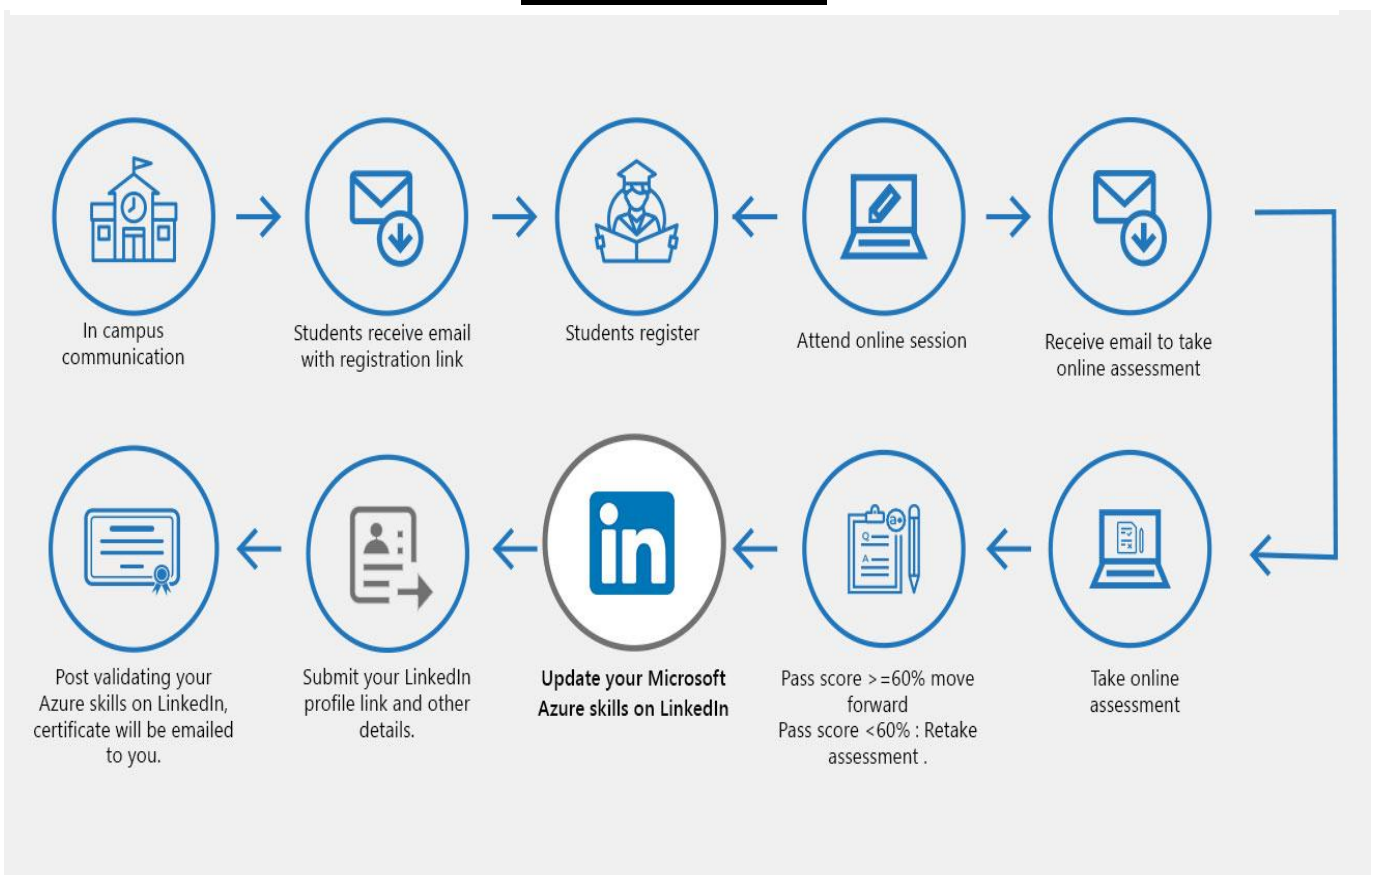 In campus
communication
Students receive email
with registration link
Students register
Attend online session
Receive email to take
online assessment
in
Take online
assessment
Q
A
a
Pass score >=60% move
forward
Pass score <60% : Retake
assessment .
Update your Microsoft
Azure skills on LinkedIn
Submit your LinkedIn
profile link and other
details.
Post validating your
Azure skills on LinkedIn,
certificate will be emailed
to you.